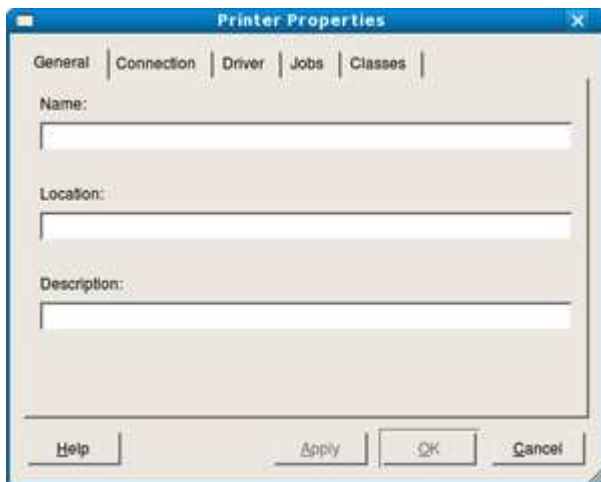 Printer Properties
General Connection Driver Jobs Classes
Name:
Location:
Description:
Help Apply OK Cancel